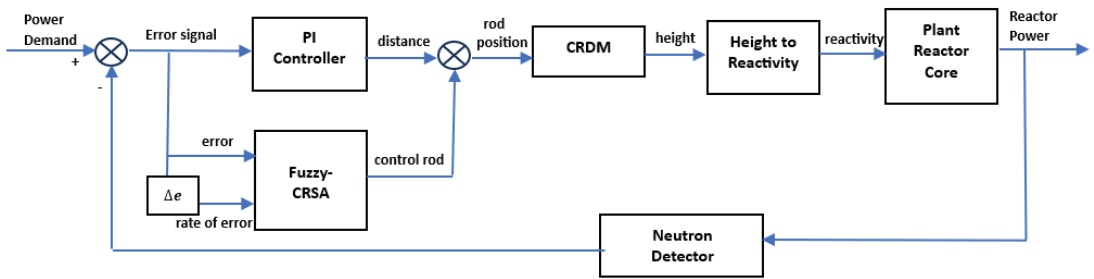 Power
Demand
+
-
Error signal
PI
Controller
distance
rod
position
CRDM
height
Height to
Reactivity
reactivity
Plant
Reactor
Core
Reactor
Power
error
Δe
rate of error
Fuzzy-
CRSA
control rod
Neutron
Detector